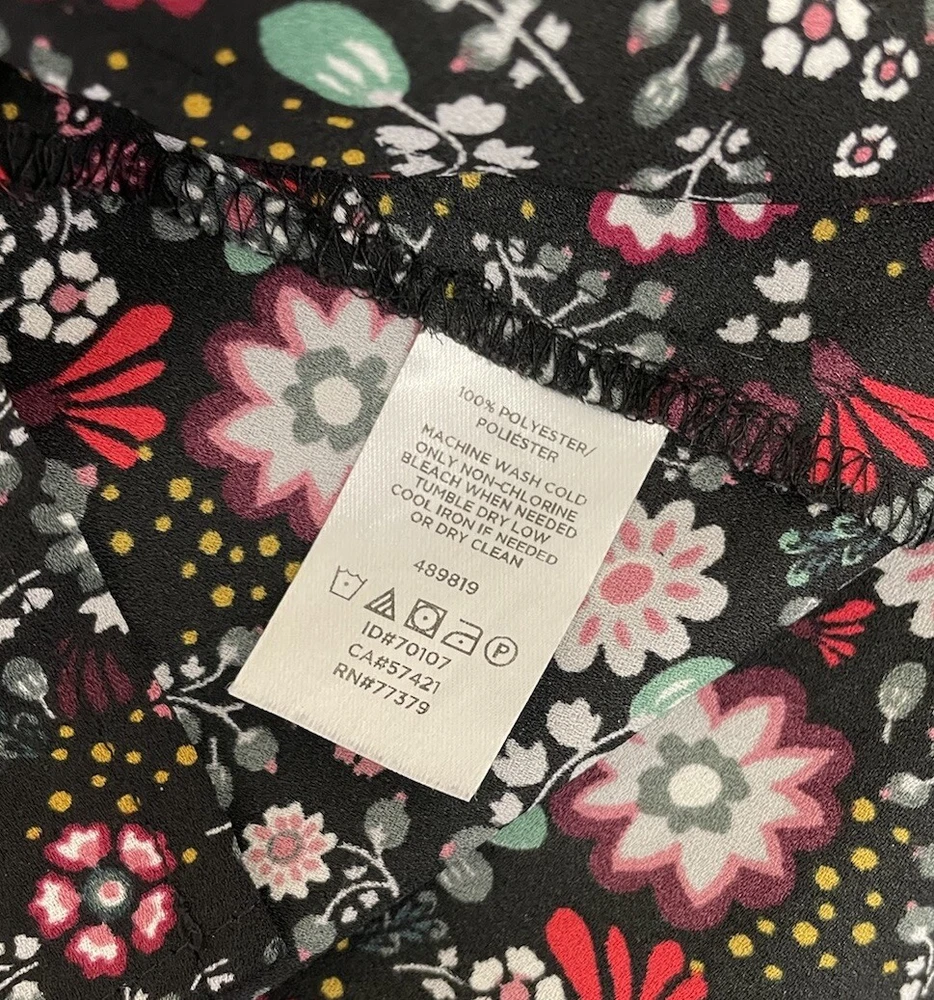 100% POLYESTER/
POLIÉSTER
MACHINE WASH COLD
ONLY NON-CHLORINE
BLEACH WHEN NEEDED
TUMBLE DRY LOW
COOL IRON IF NEEDED
OR DRY CLEAN
489819
P
ID#70107
CA#57421
RN#77379